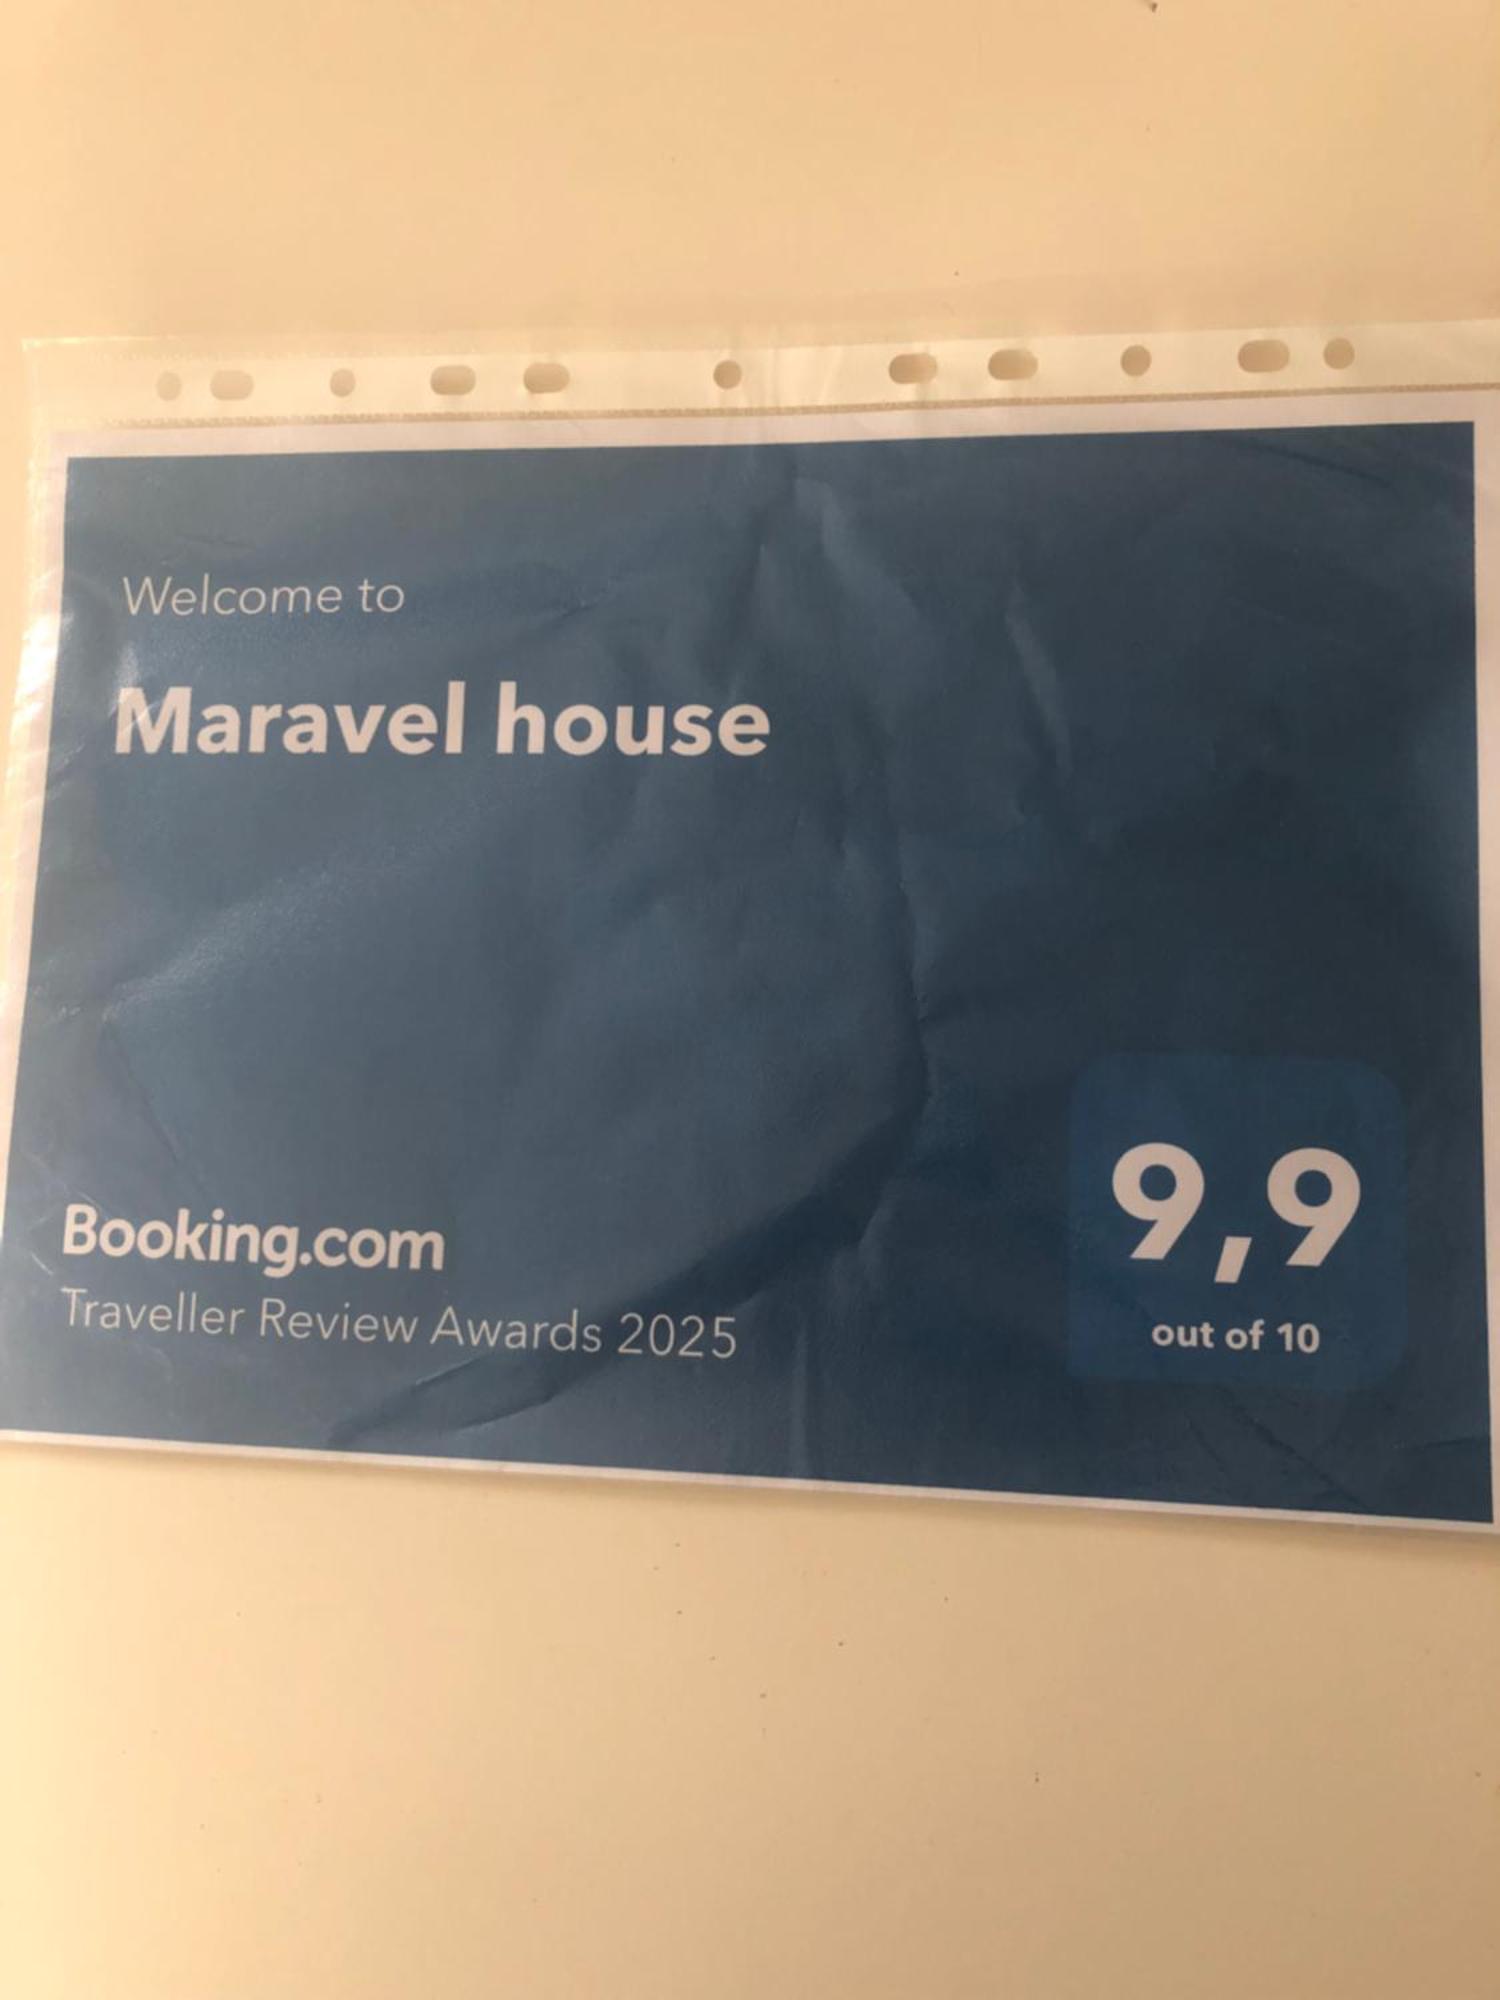 Welcome to
Maravel house
Booking.com
Traveller Review Awards 2025
9,9
out of 10